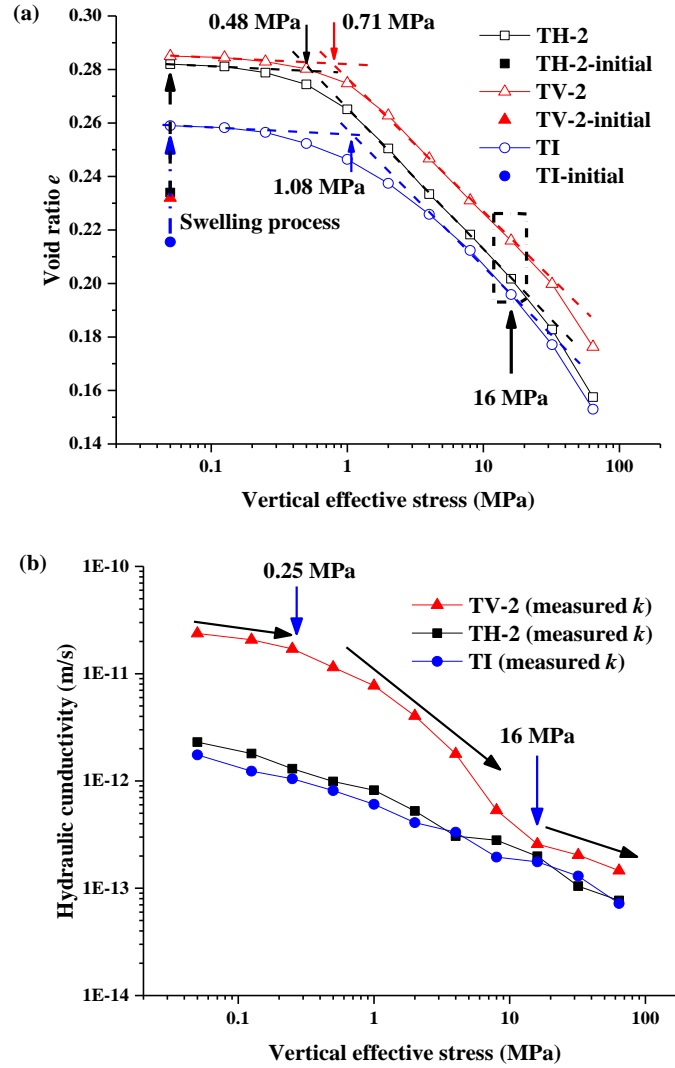 (a)
0.48 MPa
0.71 MPa
0.30
0.28
0.26
0.24
0.22
0.20
0.18
0.16
0.14
Void ratio e
TH-2
TH-2-initial
TV-2
TV-2-initial
TI
TI-initial
1.08 MPa
Swelling process
16 MPa
0.1
1
10
100
Vertical effective stress (MPa)
(b)
1E-10
1E-11
1E-12
1E-13
1E-14
Hydraulic cunductivity (m/s)
0.25 MPa
TV-2 (measured k)
TH-2 (measured k)
TI (measured k)
16 MPa
0.1
1
10
100
Vertical effective stress (MPa)